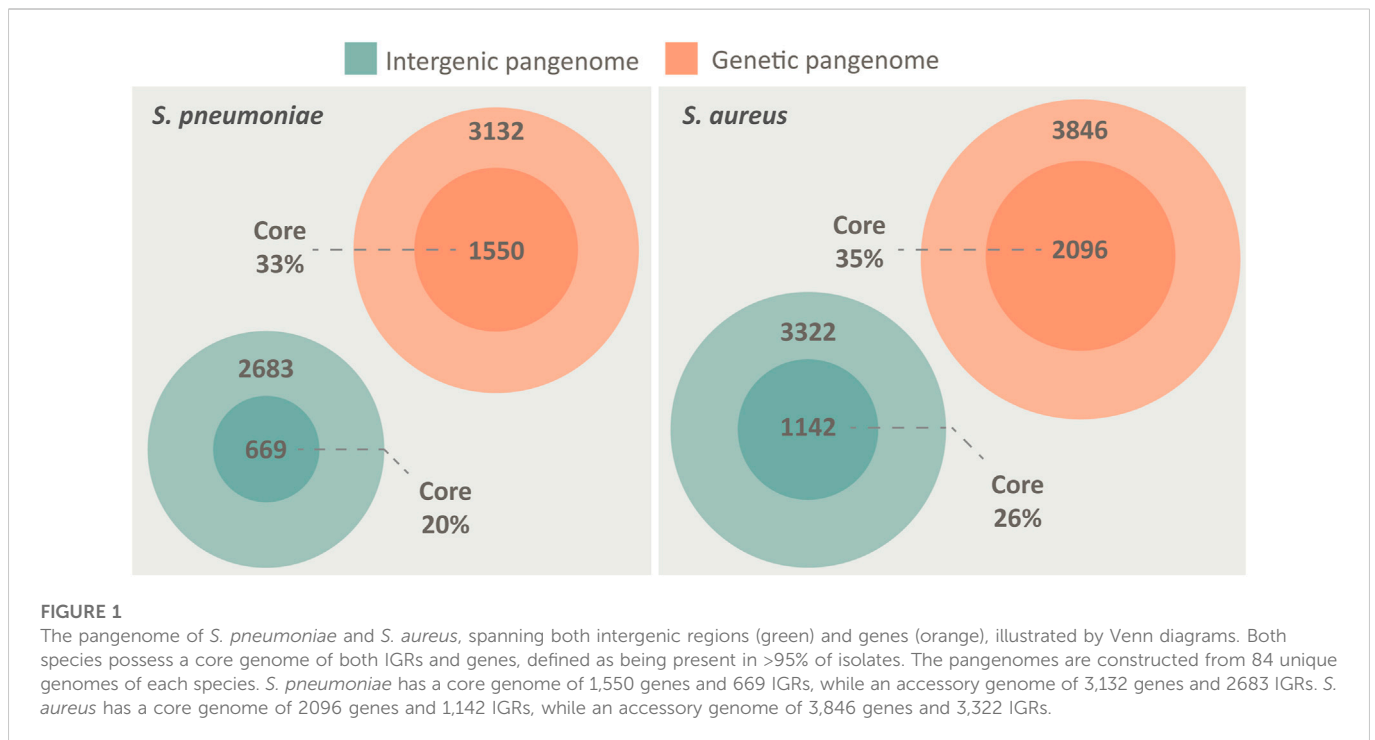 Intergenic pangenome Genetic pangenome
S. pneumoniae
3132
Core
33%
1550
2683
669
Core
20%
S. aureus
3846
Core
35%
2096
3322
1142
Core
26%
FIGURE 1
The pangenome of S. pneumoniae and S. aureus, spanning both intergenic regions (green) and genes (orange), illustrated by Venn diagrams. Both
species possess a core genome of both IGRs and genes, defined as being present in >95% of isolates. The pangenomes are constructed from 84 unique
genomes of each species. S. pneumoniae has a core genome of 1,550 genes and 669 IGRs, while an accessory genome of 3,132 genes and 2683 IGRs. S.
aureus has a core genome of 2096 genes and 1,142 IGRs, while an accessory genome of 3,846 genes and 3,322 IGRs.